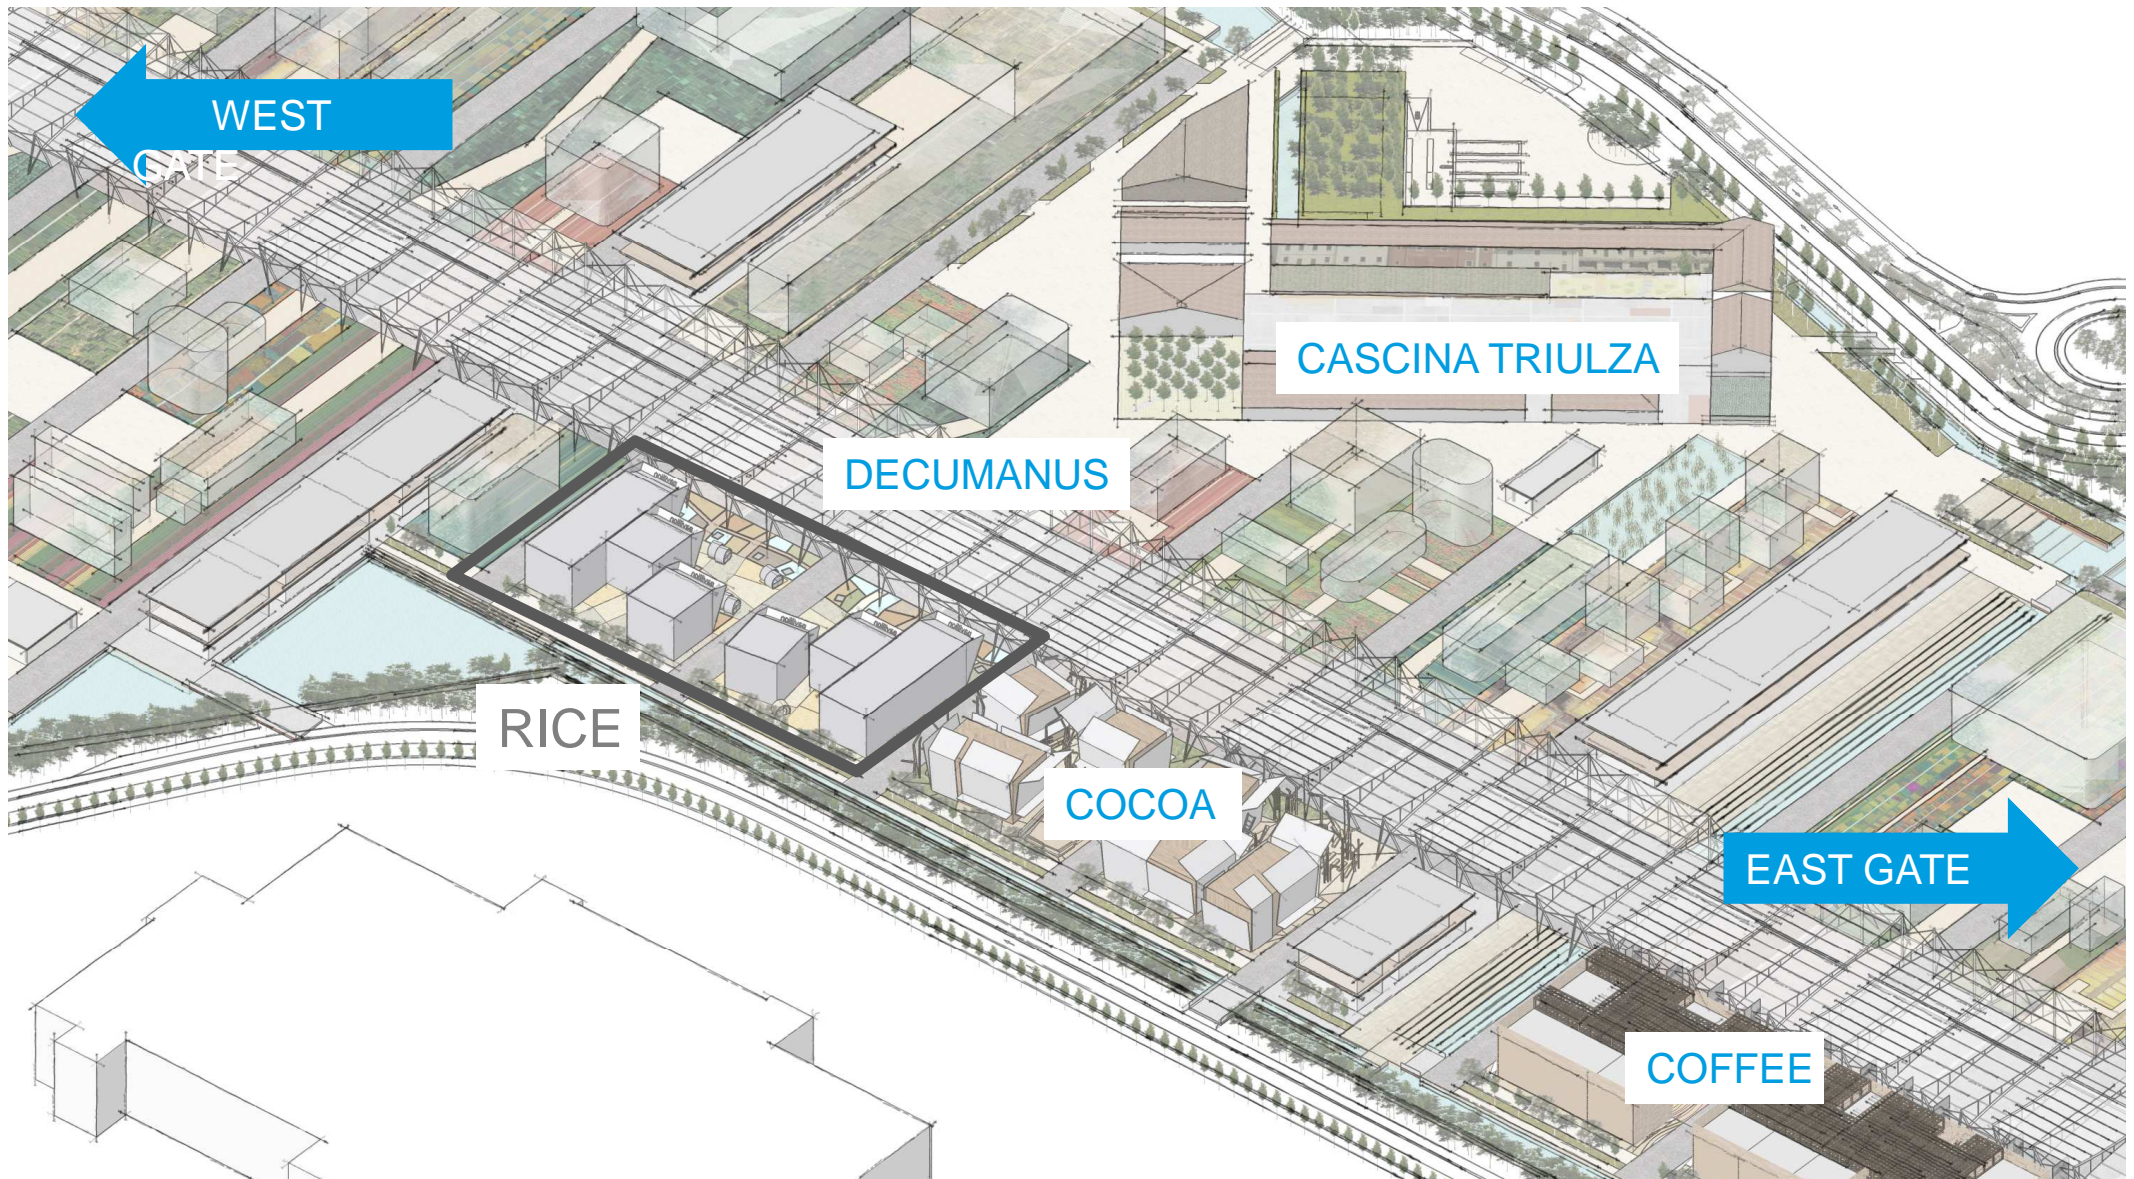 WEST
GATE
CASCINA TRIULZA
DECUMANUS
RICE
COCOA
EAST GATE
COFFEE